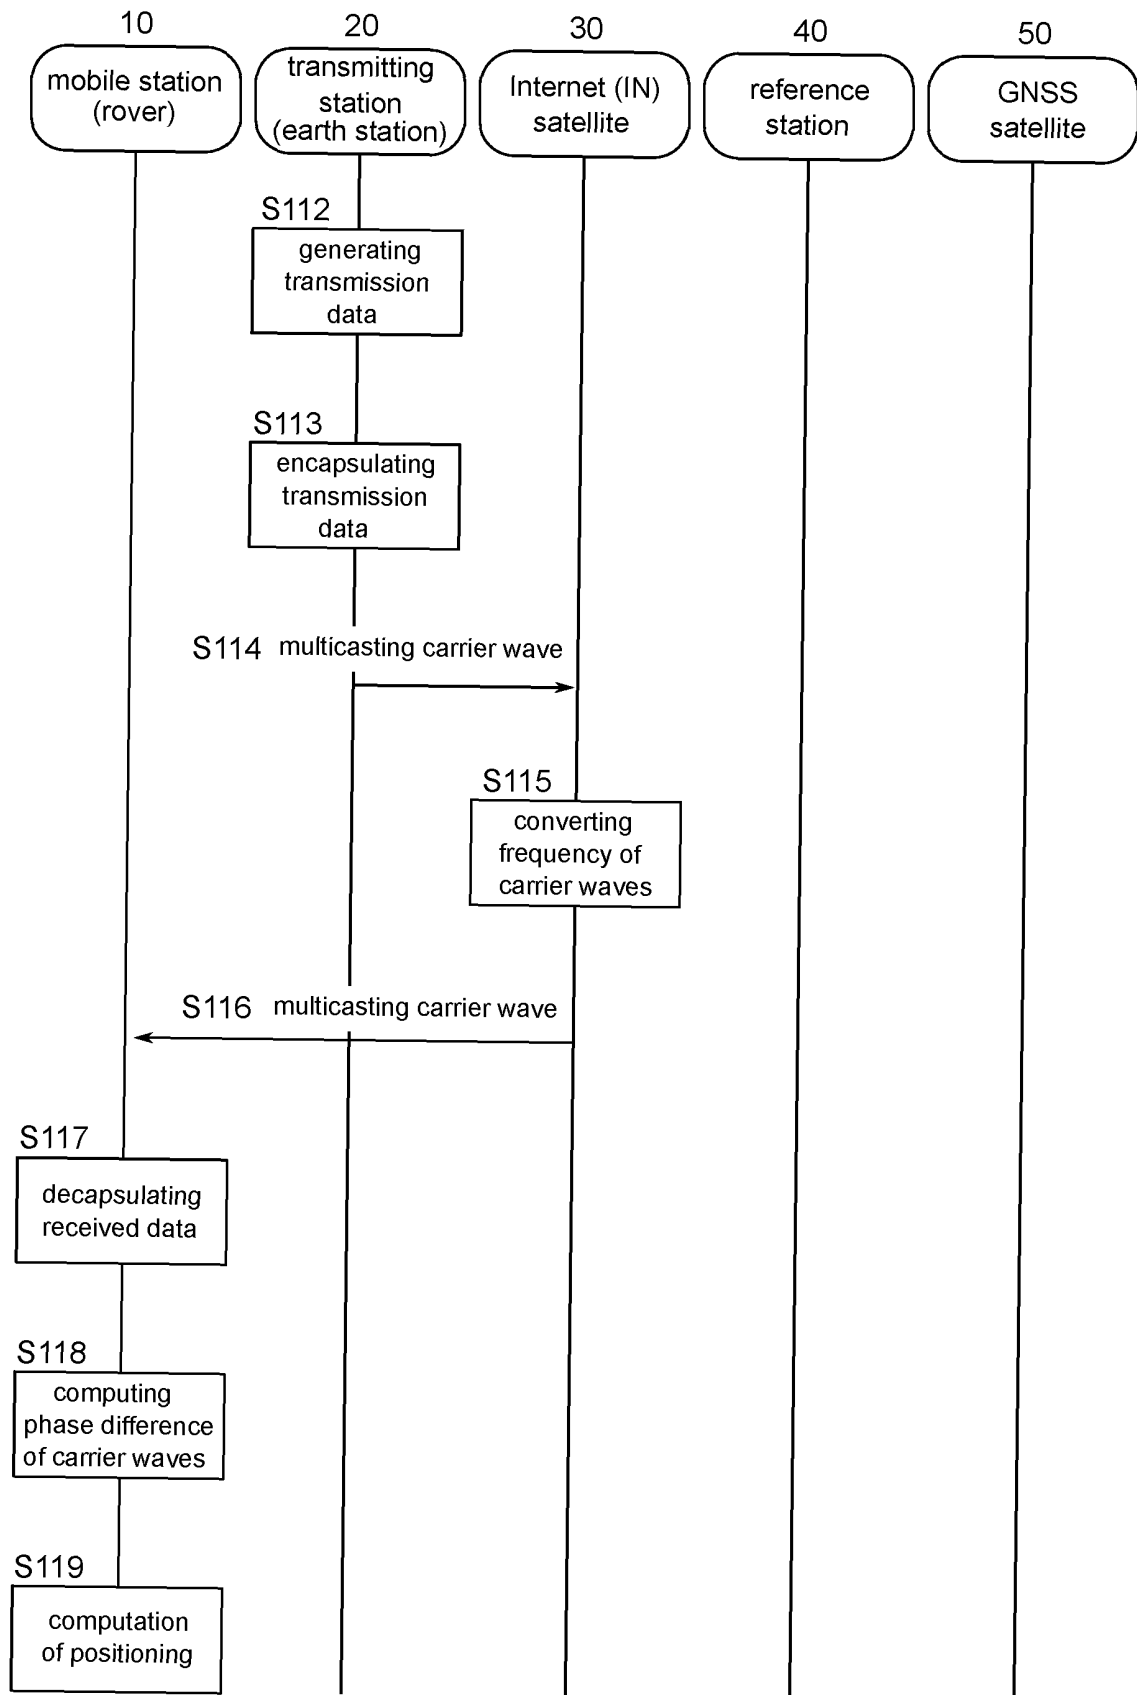 10
20
30
40
50
mobile station
(rover)
transmitting
station
(earth station)
Internet (IN)
satellite
reference
station
GNSS
satellite
S112
generating
transmission
data
S113
encapsulating
transmission
data
S114 multicasting carrier wave
S115
converting
frequency of
carrier waves
S116 multicasting carrier wave
S117
decapsulating
received data
S118
computing
phase difference
of carrier waves
S119
computation
of positioning